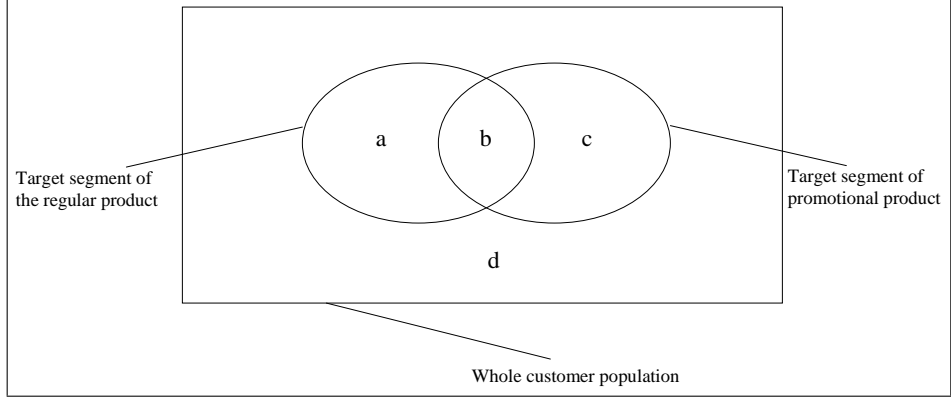 a
b
c
Target segment of
the regular product
Target segment of
promotional product
d
Whole customer population